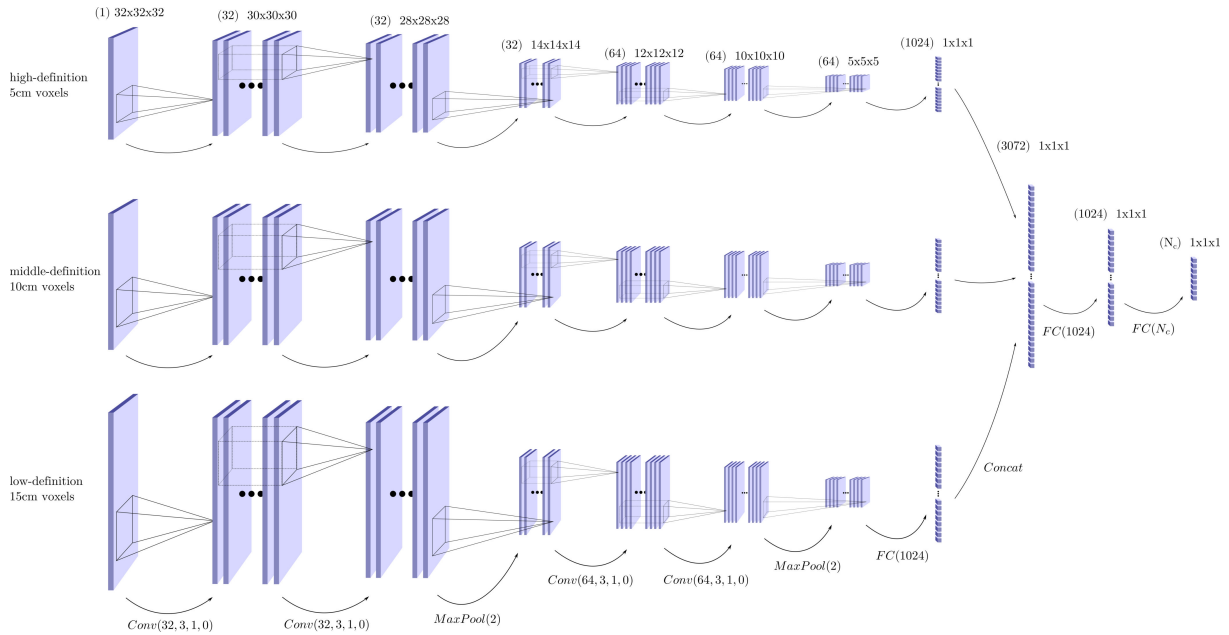 (1) 32x32x32
(32) 30x30x30
(32) 28x28x28
(32) 14x14x14
(64) 12x12x12
(64) 10x10x10
(64) 5x5x5
(1024) 1x1x1
high-definition
5cm voxels
(3072) 1x1x1
(1024) 1x1x1
(N_c) 1x1x1
middle-definition
10cm voxels
FC(1024)
FC(N_c)
low-definition
15cm voxels
Concat
Conv(32,3,1,0)
Conv(32,3,1,0)
MaxPool(2)
Conv(64,3,1,0)
Conv(64,3,1,0)
MaxPool(2)
FC(1024)